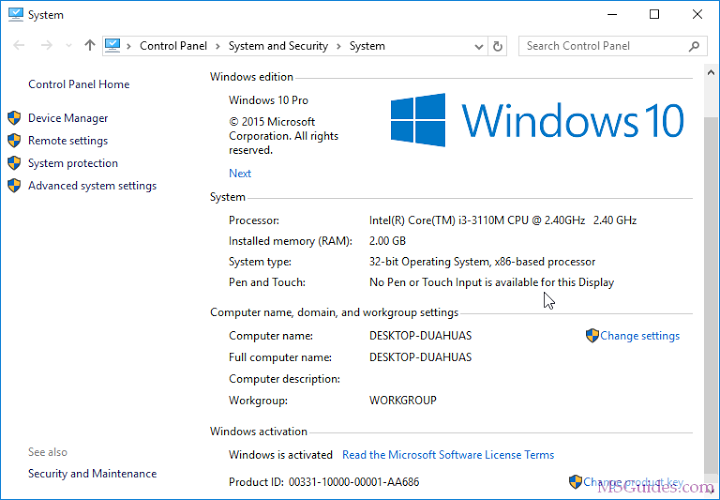 System
Control Panel > System and Security > System
Search Control Panel
Control Panel Home
Device Manager
Remote settings
System protection
Advanced system settings
Windows edition
Windows 10 Pro
© 2015 Microsoft
Corporation. All rights
reserved.
Next
Windows 10
System
Processor: Intel(R) Core(TM) i3-3110M CPU @ 2.40GHz 2.40 GHz
Installed memory (RAM): 2.00 GB
System type: 32-bit Operating System, x86-based processor
Pen and Touch: No Pen or Touch Input is available for this Display
Computer name, domain, and workgroup settings
Computer name: DESKTOP-DUAHUAS
Change settings
Full computer name: DESKTOP-DUAHUAS
Computer description:
Workgroup: WORKGROUP
Windows activation
Windows is activated Read the Microsoft Software License Terms
Product ID: 00331-10000-00001-AA686
Change product key
See also
Security and Maintenance
MSGuides.com